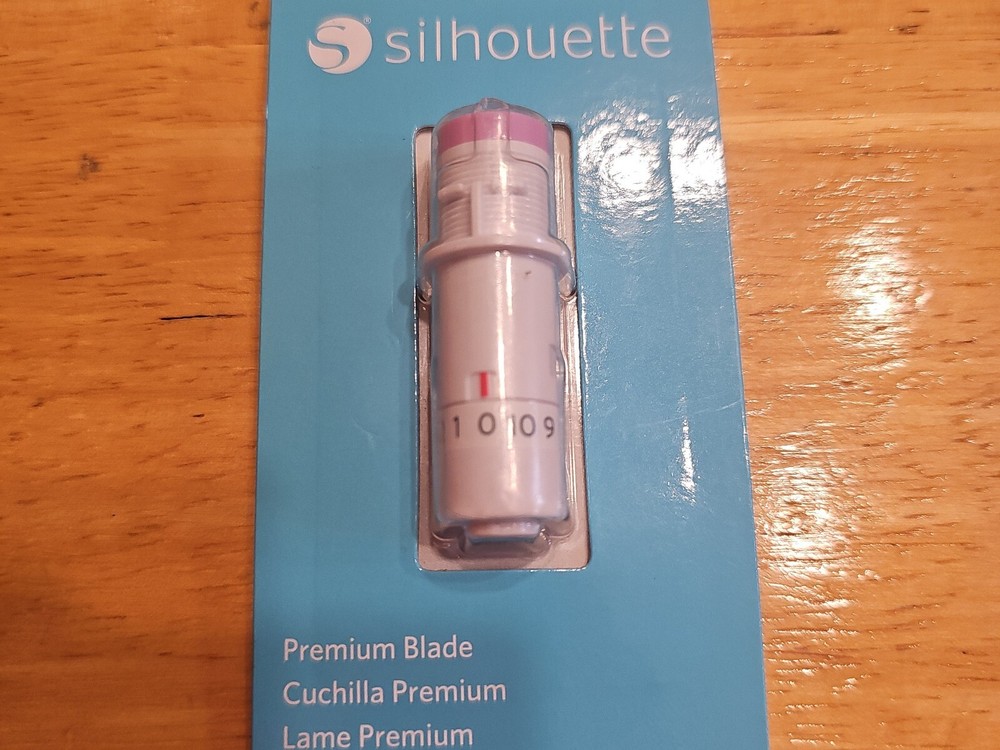 silhouette®
1 0 10 9
Premium Blade
Cuchilla Premium
Lame Premium